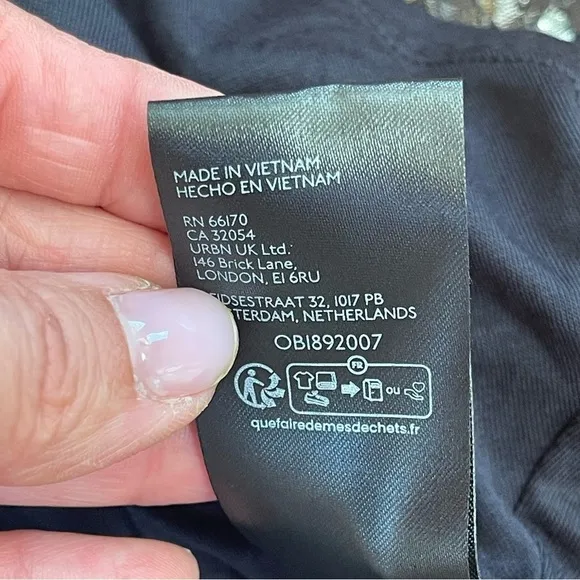 MADE IN VIETNAM
HECHO EN VIETNAM
RN 66170
CA 32054
URBN UK Ltd.
146 Brick Lane,
LONDON, E1 6RU
32, 1017 PB
NETHERLANDS
OB1892007
FR
ou
quefairedemesdechets.fr